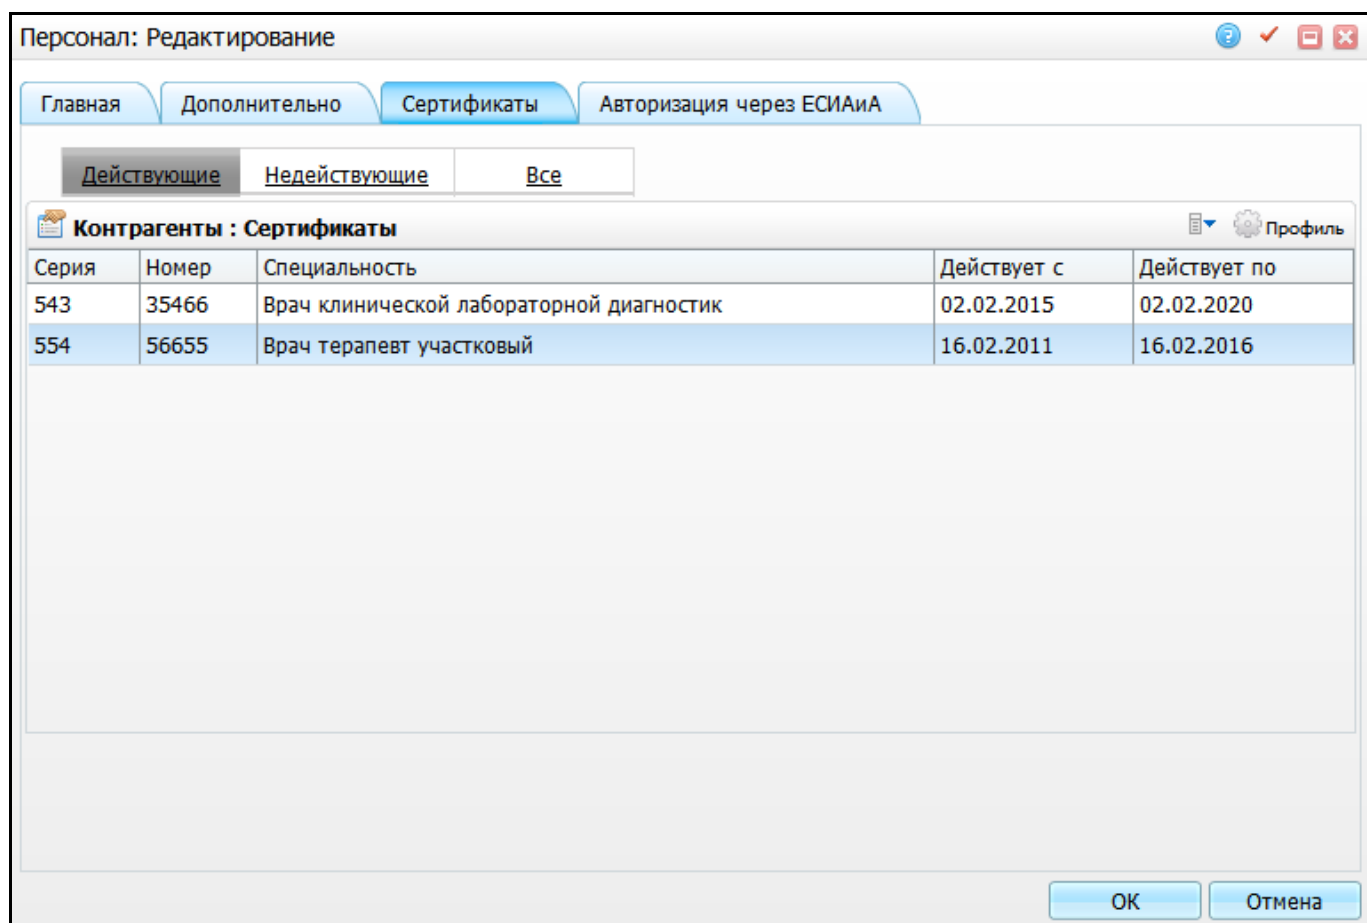 Персонал: Редактирование
Главная Дополнительно Сертификаты Авторизация через ЕСИАиА
Действующие Недействующие Все
Контрагенты : Сертификаты Профиль
Серия Номер Специальность Действует с Действует по
543 35466 Врач клинической лабораторной диагностик 02.02.2015 02.02.2020
554 56655 Врач терапевт участковый 16.02.2011 16.02.2016
ОК Отмена